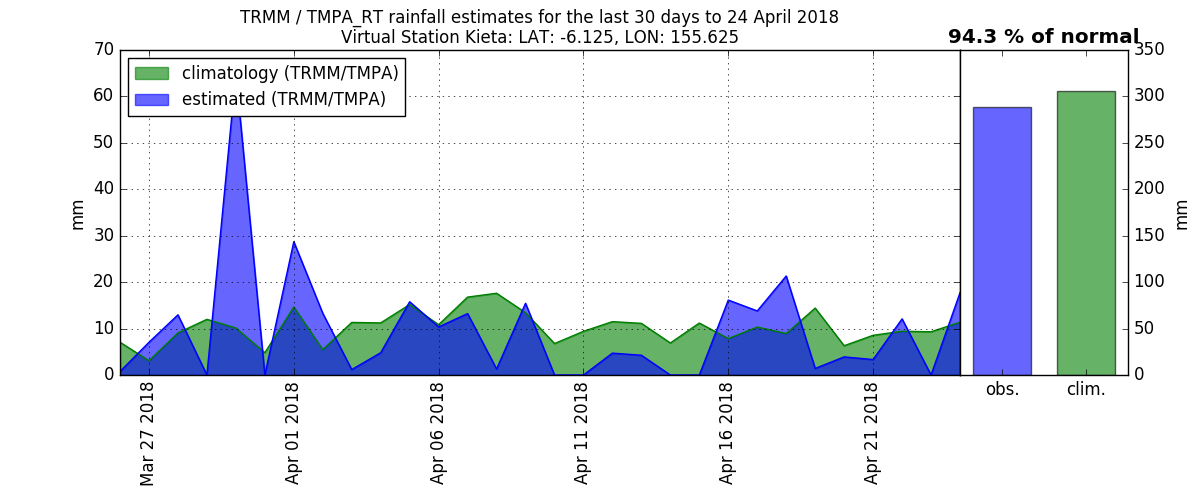 TRMM / TMPA_RT rainfall estimates for the last 30 days to 24 April 2018
Virtual Station Kieta: LAT: -6.125, LON: 155.625
94.3 % of normal
climatology (TRMM/TMPA)
estimated (TRMM/TMPA)
70
60
50
40
30
20
10
0
mm
Mar 27 2018
Apr 01 2018
Apr 06 2018
Apr 11 2018
Apr 16 2018
Apr 21 2018
obs.
clim.
350
300
250
200
150
100
50
0
mm